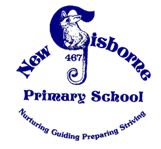 New Gisborne
467
Primary School
Nurturing Guiding Preparing Striving